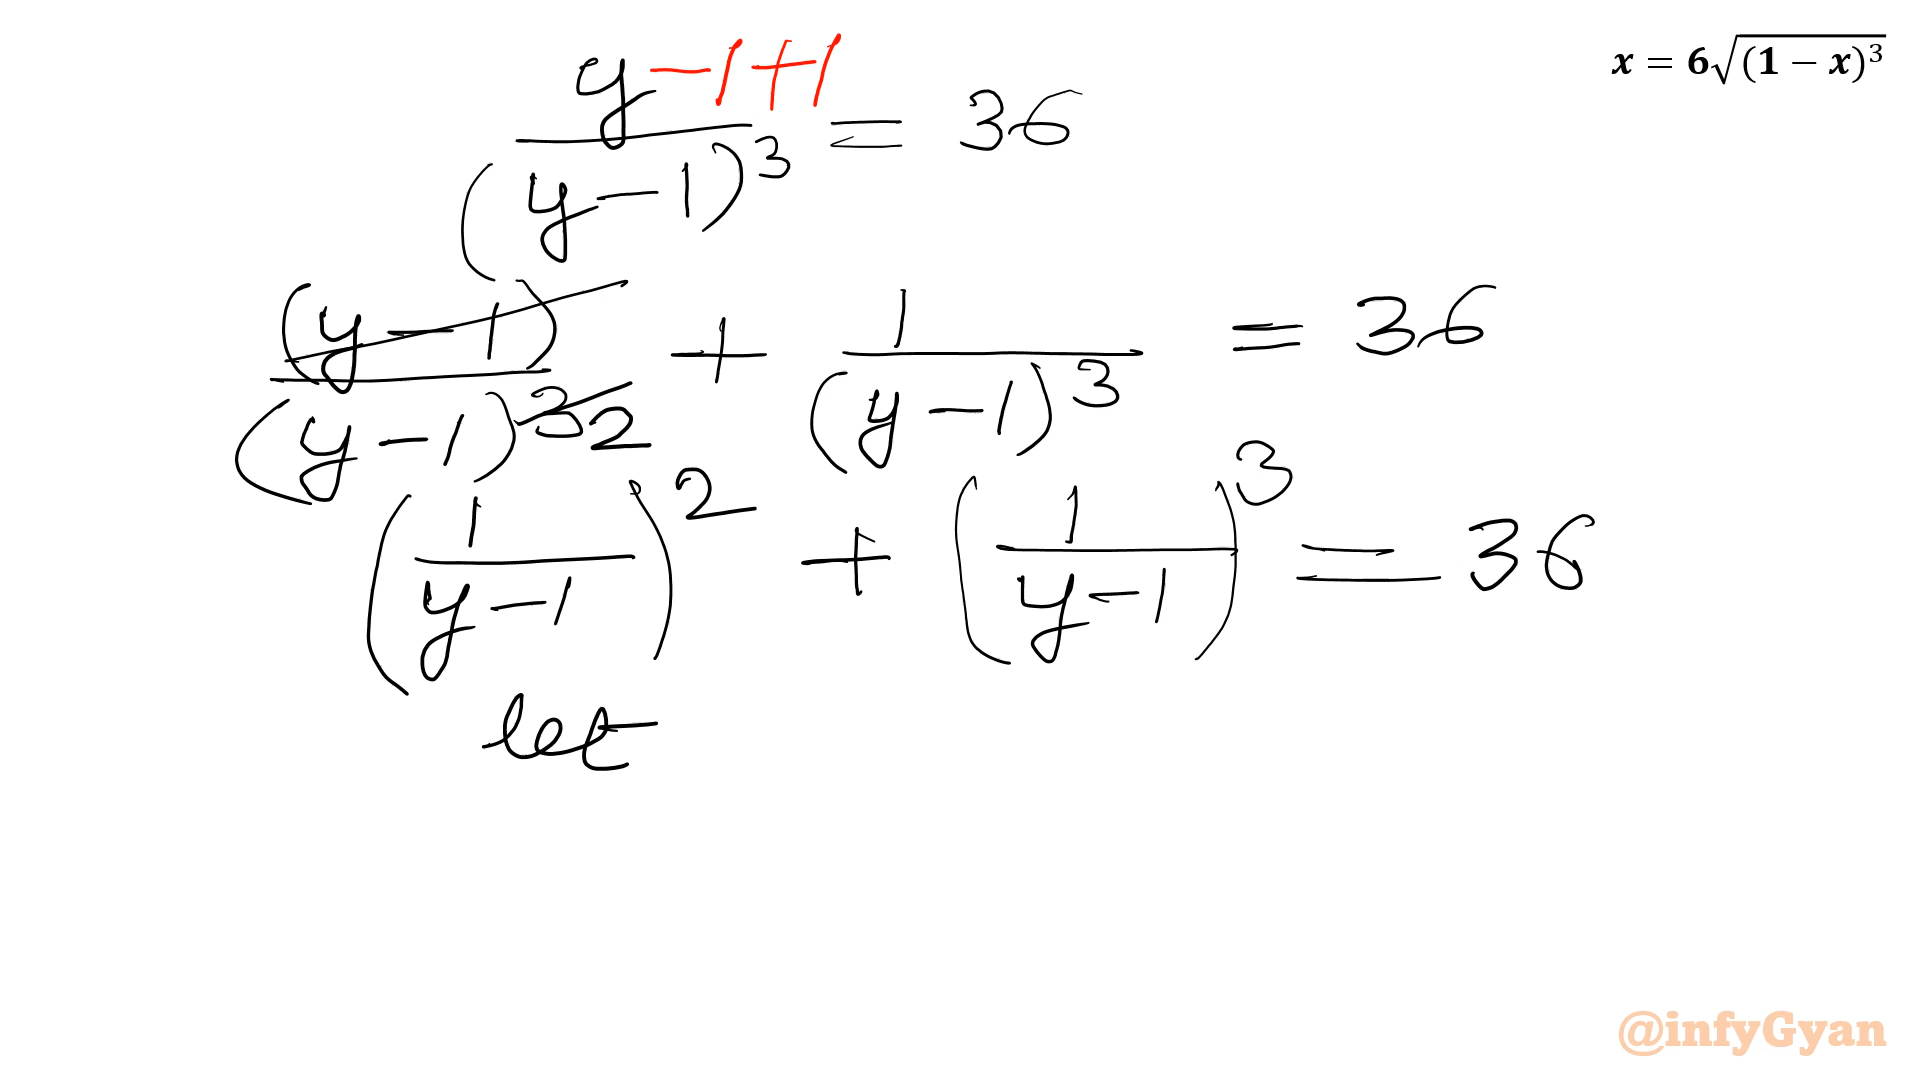 x = 6√(1 − x)³
y −1+1 / (y−1)³ = 36
(y−1) / (y−1)³ ² + 1 / (y−1)³ = 36
(1 / y−1)² + (1 / y−1)³ = 36
let
@infyGyan